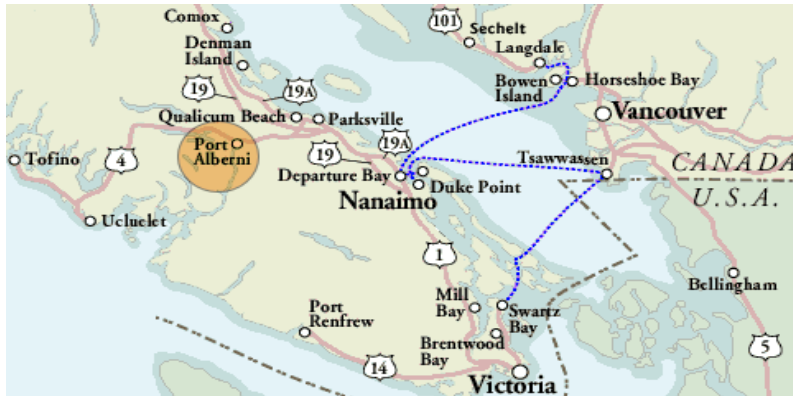 Comox
101
Sechelt
Langdale
Denman
Island
Bowen
Island
Horseshoe Bay
19
19A
Qualicum Beach
Parksville
Vancouver
Port
Alberni
Tofino
4
19
19A
Departure Bay
Duke Point
Nanaimo
Tsawwassen
CANADA
U.S.A.
Ucluelet
1
Bellingham
Mill
Bay
Swartz
Bay
Port
Renfrew
Brentwood
Bay
14
5
Victoria